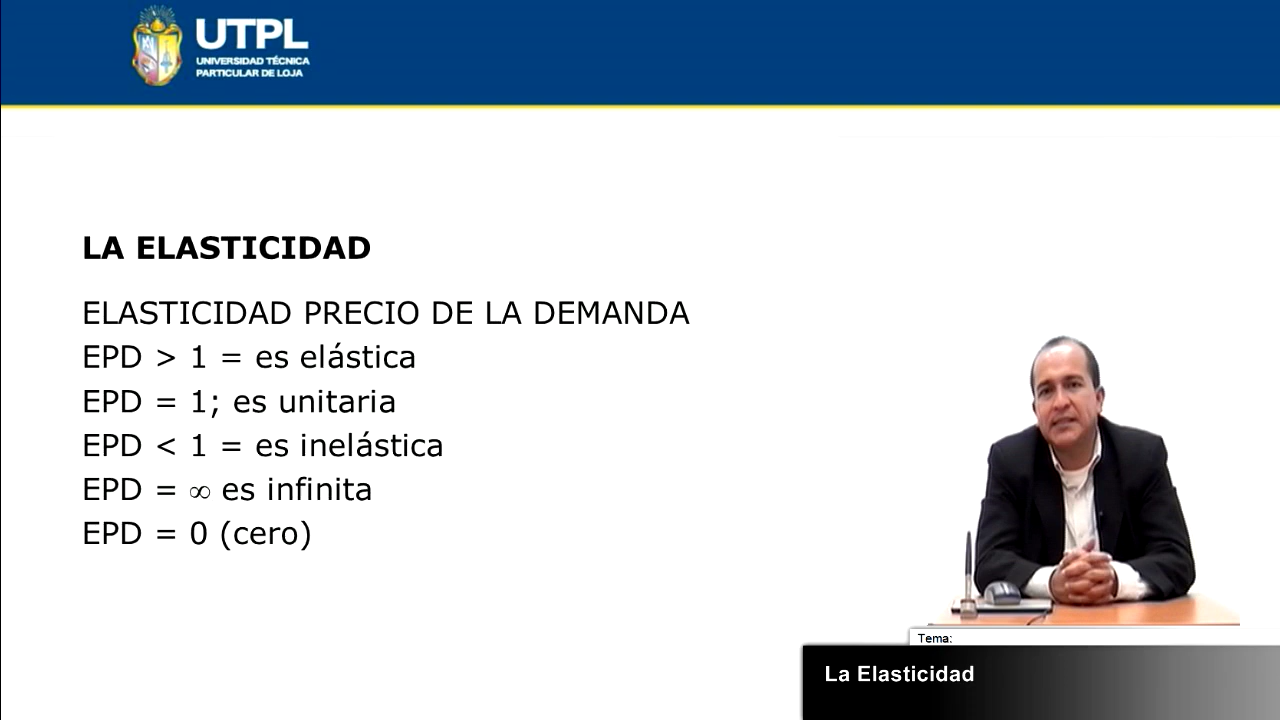 UTPL
UNIVERSIDAD TÉCNICA
PARTICULAR DE LOJA
LA ELASTICIDAD
ELASTICIDAD PRECIO DE LA DEMANDA
EPD > 1 = es elástica
EPD = 1; es unitaria
EPD < 1 = es inelástica
EPD = ∞ es infinita
EPD = 0 (cero)
Tema:
La Elasticidad